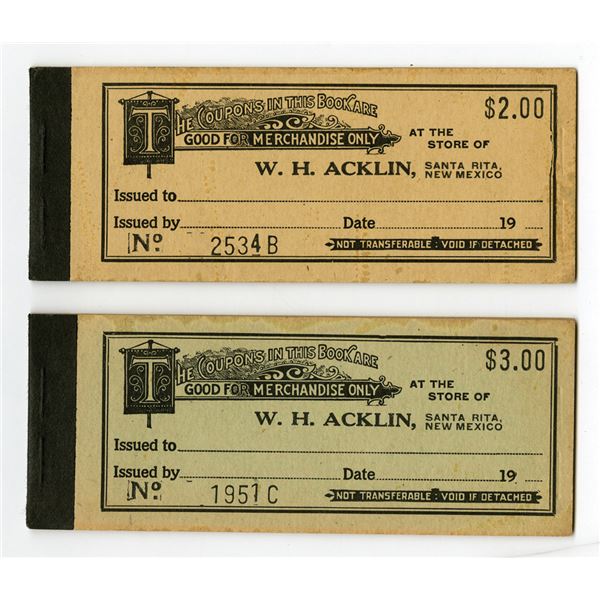 THE COUPONS IN THIS BOOK ARE $2.00
GOOD FOR MERCHANDISE ONLY AT THE STORE OF
W. H. ACKLIN, SANTA RITA, NEW MEXICO
Issued to
Issued by Date 19
No. 2534 B NOT TRANSFERABLE: VOID IF DETACHED
THE COUPONS IN THIS BOOK ARE $3.00
GOOD FOR MERCHANDISE ONLY AT THE STORE OF
W. H. ACKLIN, SANTA RITA, NEW MEXICO
Issued to
Issued by Date 19
No. 1951 C NOT TRANSFERABLE: VOID IF DETACHED